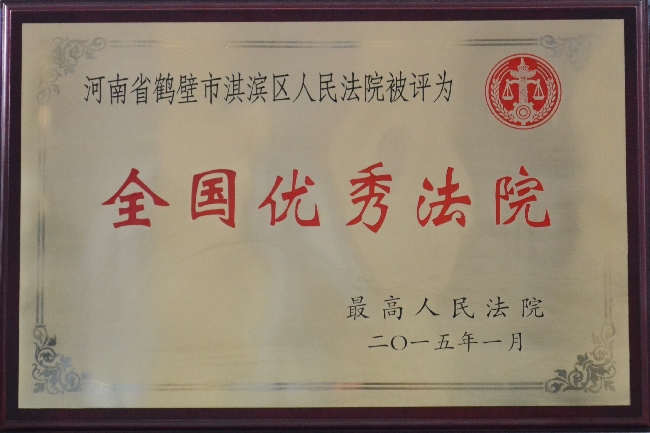 河南省鹤壁市淇滨区人民法院被评为
全国优秀法院
最高人民法院
二〇一五年一月